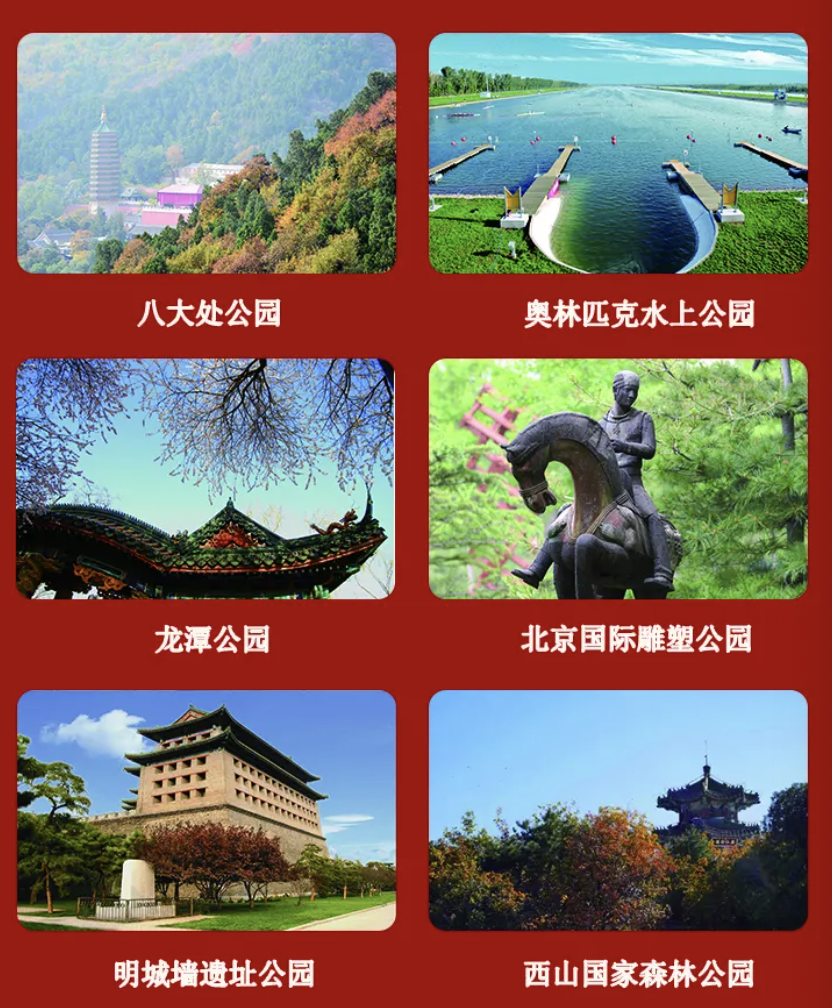 八大处公园
奥林匹克水上公园
龙潭公园
北京国际雕塑公园
明城墙遗址公园
西山国家森林公园